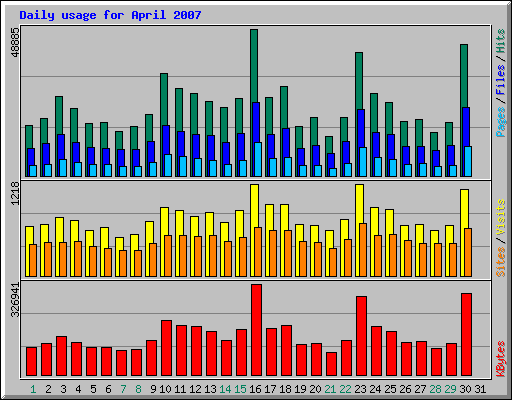 Daily usage for April 2007
48885
Pages / Files / Hits
1218
Sites / Visits
326941
KBytes
1 2 3 4 5 6 7 8 9 10 11 12 13 14 15 16 17 18 19 20 21 22 23 24 25 26 27 28 29 30 31